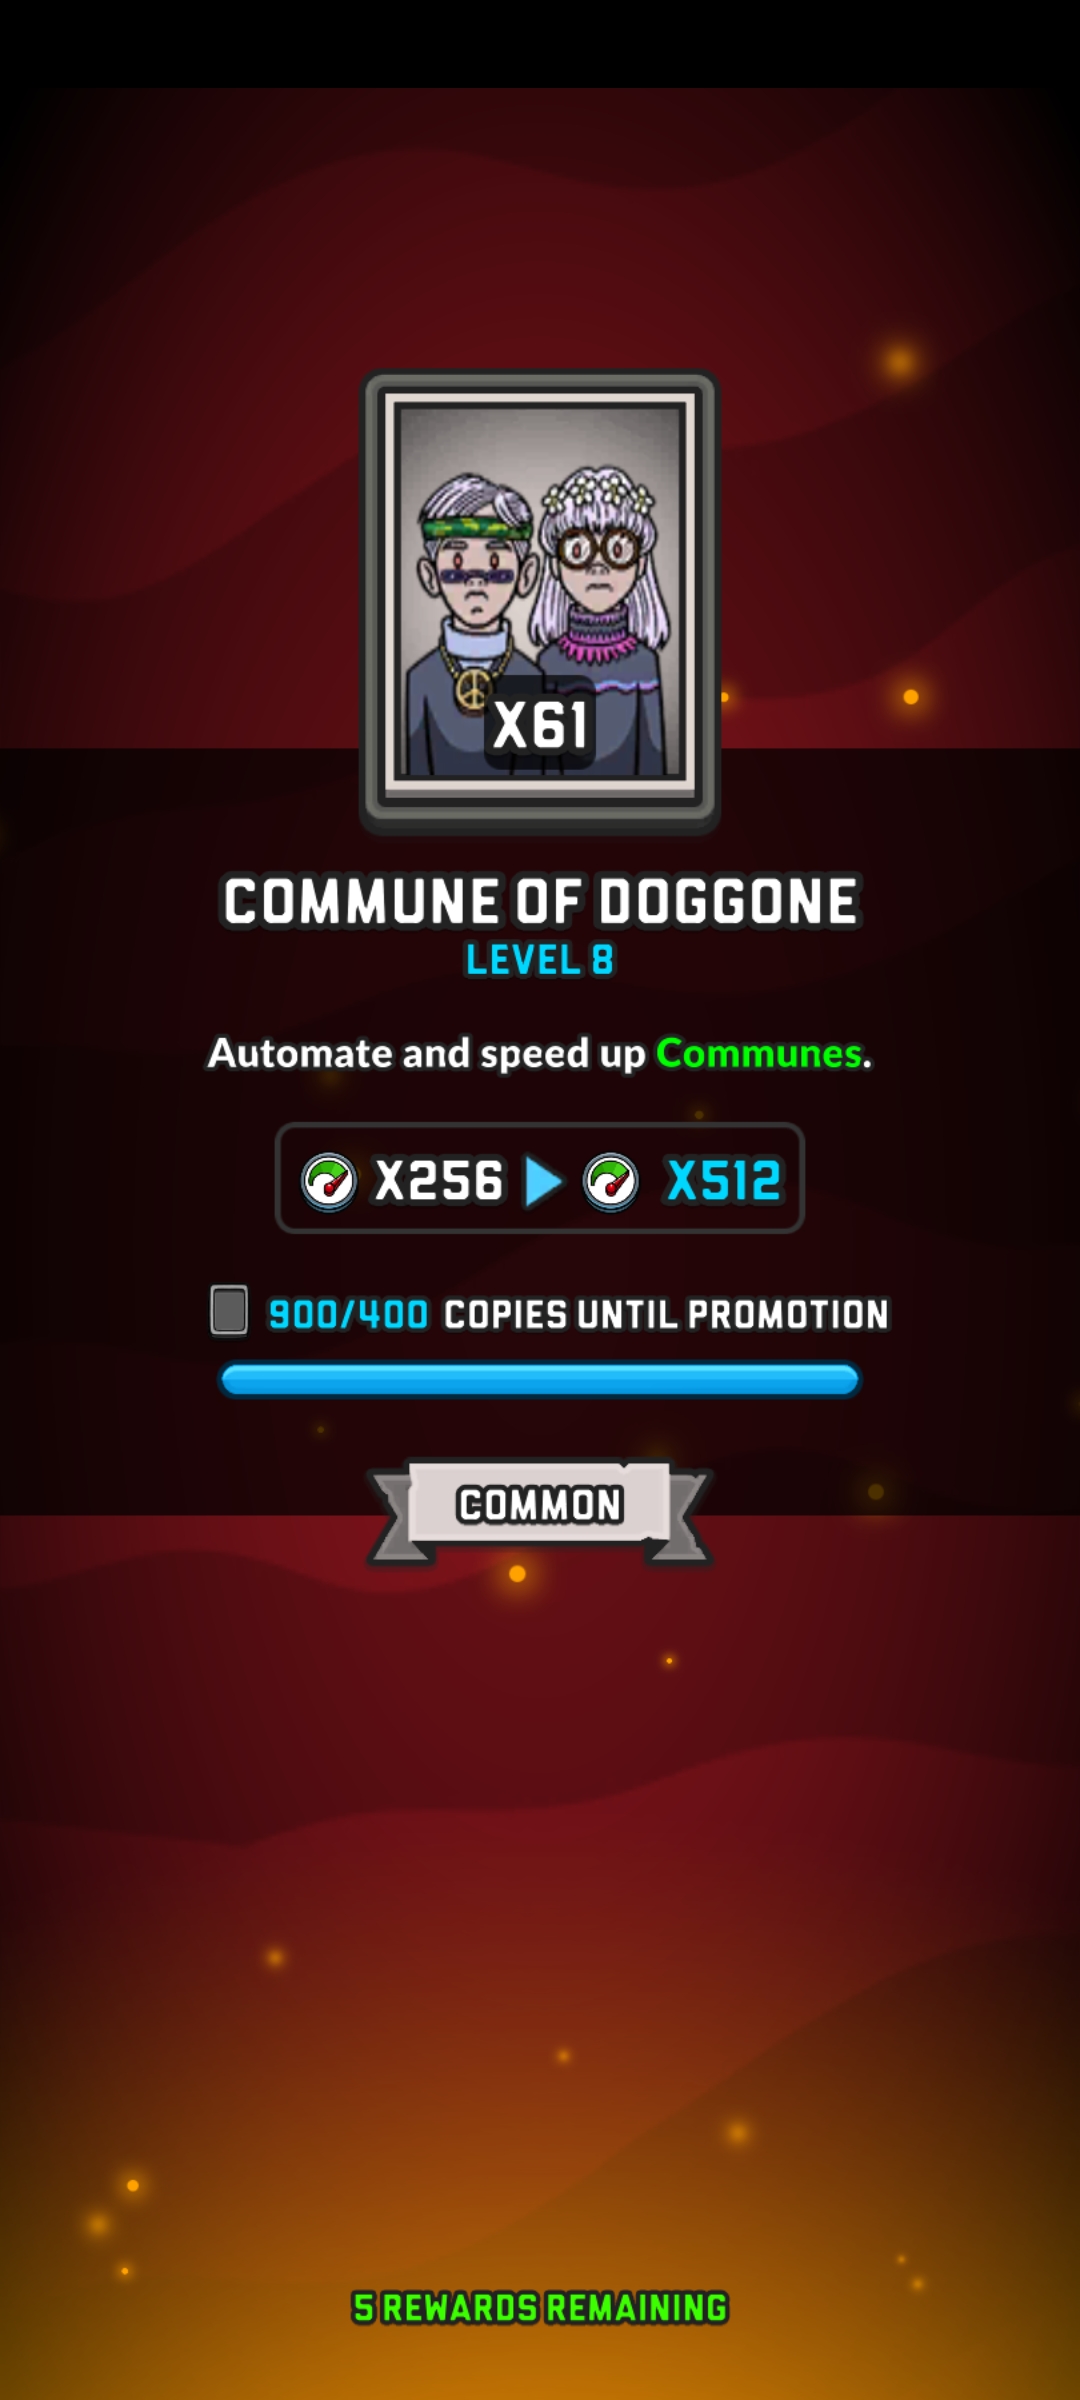 X61
COMMUNE OF DOGGONE
LEVEL 8
Automate and speed up Communes.
X256 X512
900/400 COPIES UNTIL PROMOTION
COMMON
5 REWARDS REMAINING